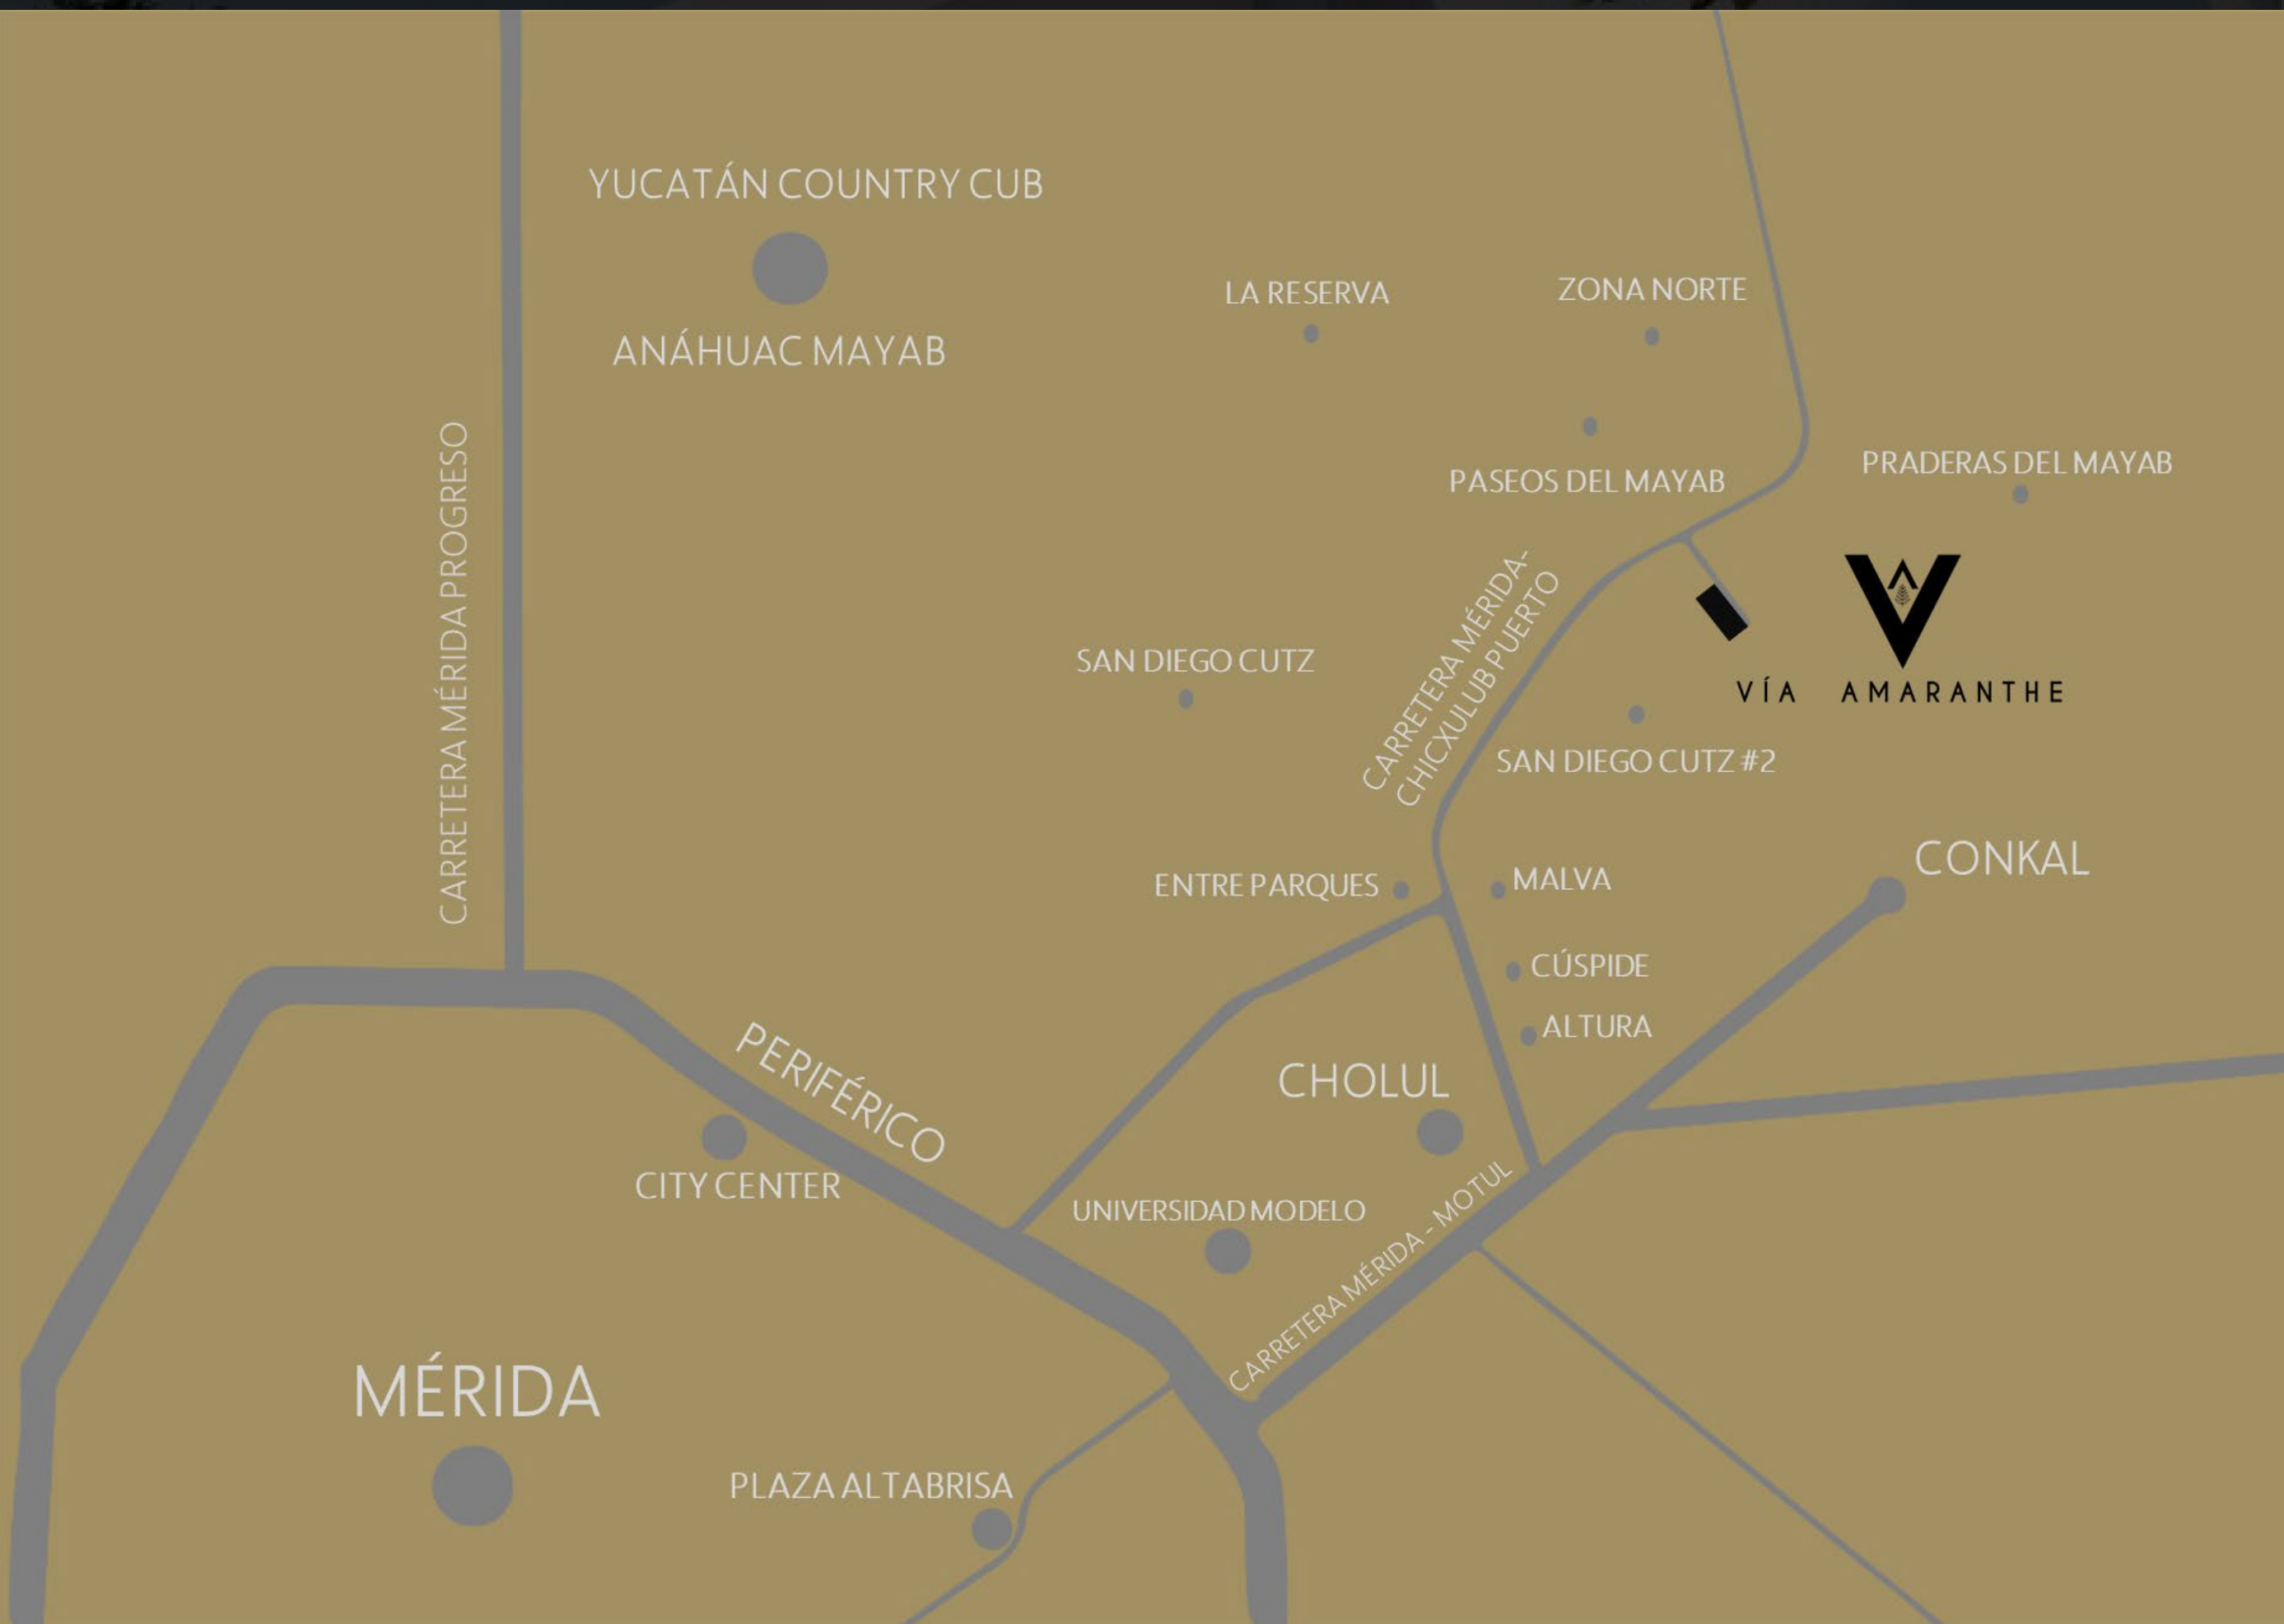 YUCATÁN COUNTRY CUB
ANÁHUAC MAYAB
LA RESERVA
ZONA NORTE
PASEOS DEL MAYAB
PRADERAS DEL MAYAB
CARRETERA MÉRIDA PROGRESO
CARRETERA MÉRIDA-
CHICXULUB PUERTO
VÍA AMARANTHE
SAN DIEGO CUTZ
SAN DIEGO CUTZ #2
ENTRE PARQUES
MALVA
CONKAL
CÚSPIDE
ALTURA
PERIFÉRICO
CHOLUL
CITY CENTER
UNIVERSIDAD MODELO
CARRETERA MÉRIDA - MOTUL
MÉRIDA
PLAZA ALTABRISA